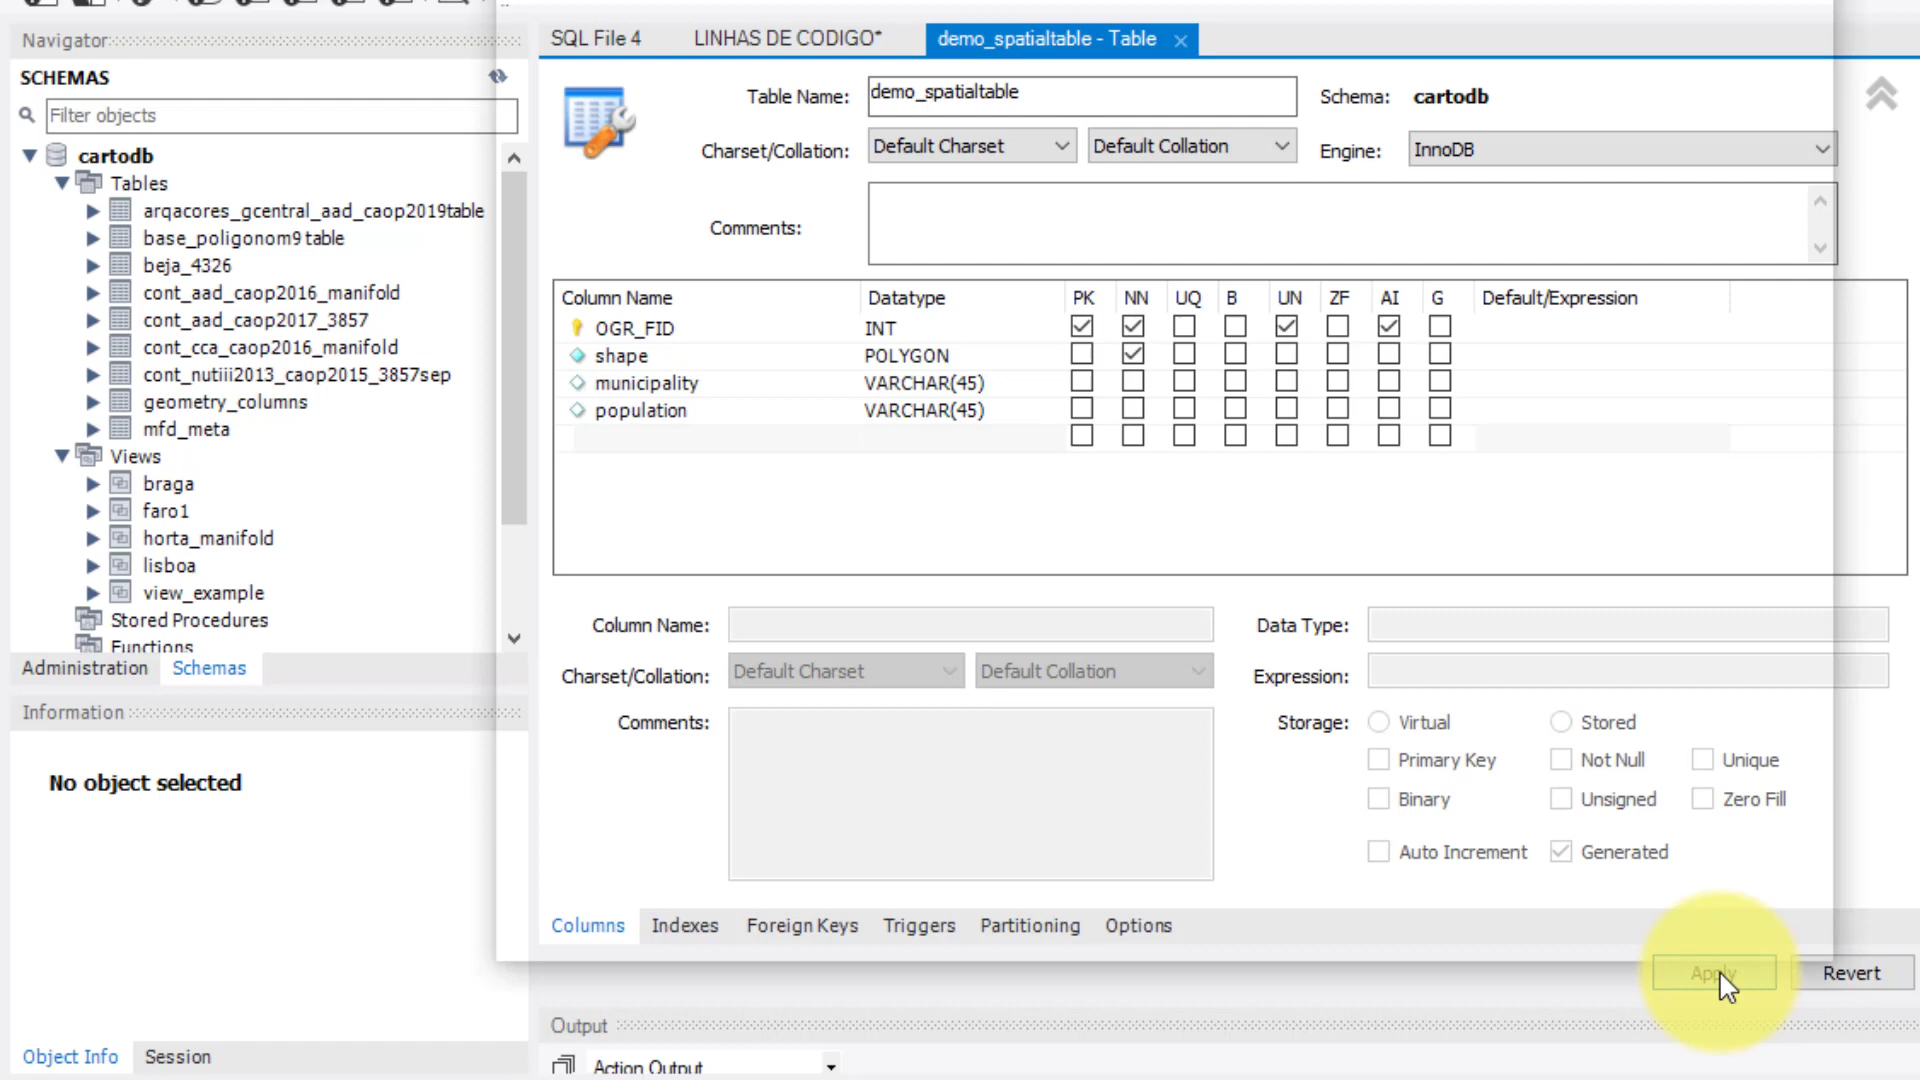 Navigator
SCHEMAS
Filter objects
cartodb
Tables
arqacores_gcentral_aad_caop2019table
base_poligonom9table
beja_4326
cont_aad_caop2016_manifold
cont_aad_caop2017_3857
cont_cca_caop2016_manifold
cont_nutiii2013_caop2015_3857sep
geometry_columns
mfd_meta
Views
braga
faro1
horta_manifold
lisboa
view_example
Stored Procedures
Functions
Administration Schemas
Information
No object selected
Object Info Session
SQL File 4 LINHAS DE CODIGO* demo_spatialtable - Table
Table Name: demo_spatialtable Schema: cartodb
Charset/Collation: Default Charset Default Collation Engine: InnoDB
Comments:
Column Name Datatype PK NN UQ B UN ZF AI G Default/Expression
OGR_FID INT
shape POLYGON
municipality VARCHAR(45)
population VARCHAR(45)
Column Name: Data Type:
Charset/Collation: Default Charset Default Collation Expression:
Comments: Storage: Virtual Stored
Primary Key Not Null Unique
Binary Unsigned Zero Fill
Auto Increment Generated
Columns Indexes Foreign Keys Triggers Partitioning Options
Apply Revert
Output
Action Output